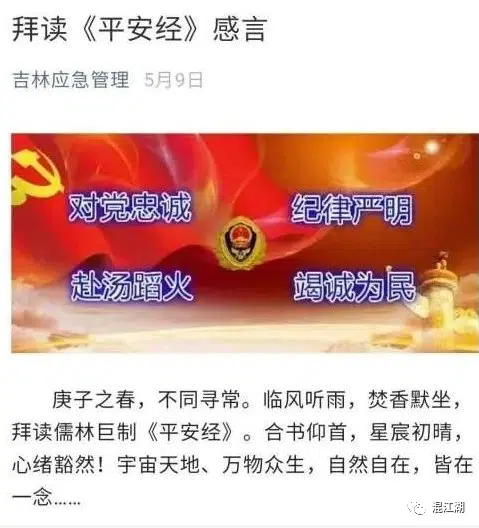 拜读《平安经》感言
吉林应急管理 5月9日
对党忠诚 纪律严明
赴汤蹈火 竭诚为民
庚子之春，不同寻常。临风听雨，焚香默坐，
拜读儒林巨制《平安经》。合书仰首，星宸初晴，
心绪豁然！宇宙天地、万物众生，自然自在，皆在
一念……
混江湖